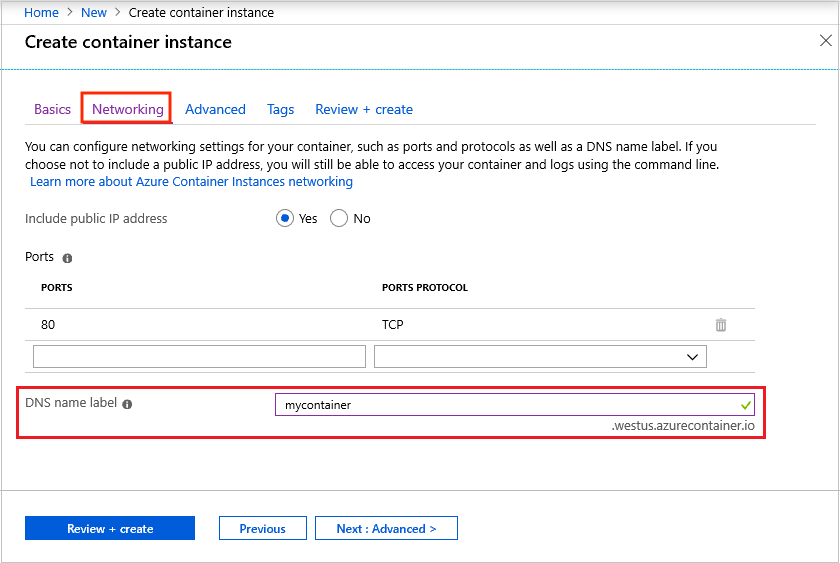 Home > New > Create container instance
Create container instance
Basics Networking Advanced Tags Review + create
You can configure networking settings for your container, such as ports and protocols as well as a DNS name label. If you
choose not to include a public IP address, you will still be able to access your container and logs using the command line.
Learn more about Azure Container Instances networking
Include public IP address Yes No
Ports
PORTS PORTS PROTOCOL
80 TCP
DNS name label mycontainer
.westus.azurecontainer.io
Review + create Previous Next : Advanced >